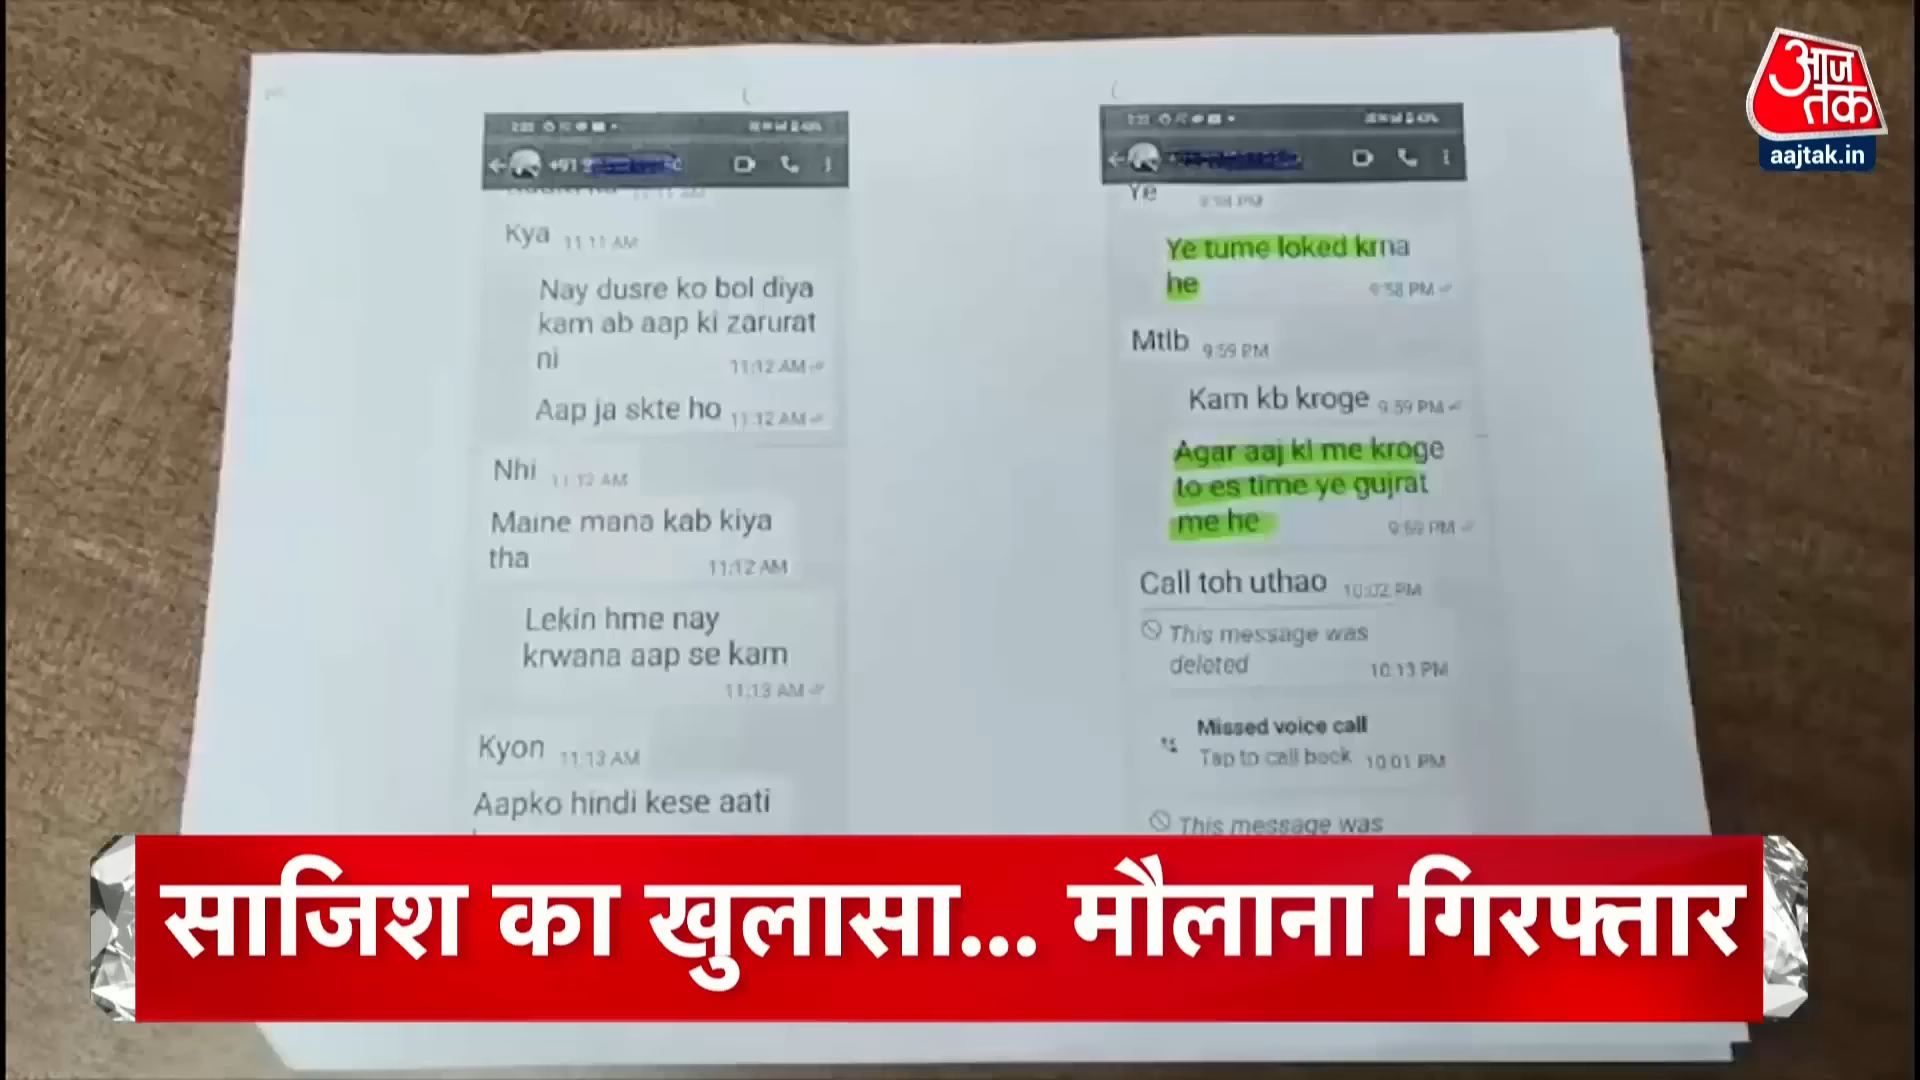 आज
तक
aajtak.in
+91
Kya 11:11 AM
Nay dusre ko bol diya
kam ab aap ki zarurat
ni 11:12 AM
Aap ja skte ho 11:12 AM
Nhi 11:12 AM
Maine mana kab kiya
tha 11:12 AM
Lekin hme nay
krwana aap se kam
11:13 AM
Kyon 11:13 AM
Aapko hindi kese aati
Ye 9:58 PM
Ye tume loked krna
he 9:58 PM
Mtlb 9:59 PM
Kam kb kroge 9:59 PM
Agar aaj kl me kroge
to es time ye gujrat
me he 9:59 PM
Call toh uthao 10:02 PM
This message was
deleted 10:13 PM
Missed voice call
Tap to call back 10:01 PM
This message was
साजिश का खुलासा... मौलाना गिरफ्तार